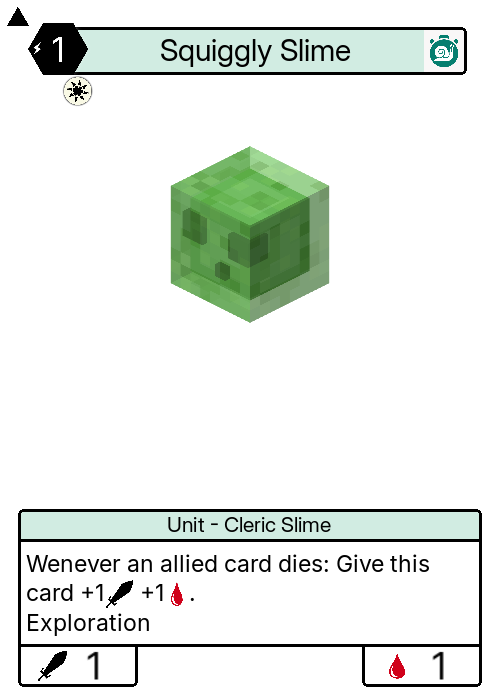 1
Squiggly Slime
Unit - Cleric Slime
Wenever an allied card dies: Give this
card +1 +1 .
Exploration
1
1